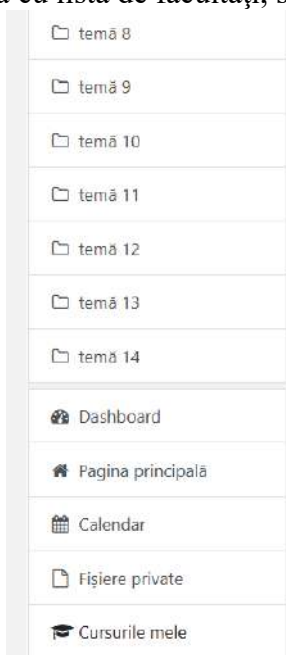 a cu lista de facultăți, s
temă 8
temă 9
temă 10
temă 11
temă 12
temă 13
temă 14
Dashboard
Pagina principală
Calendar
Fișiere private
Cursurile mele